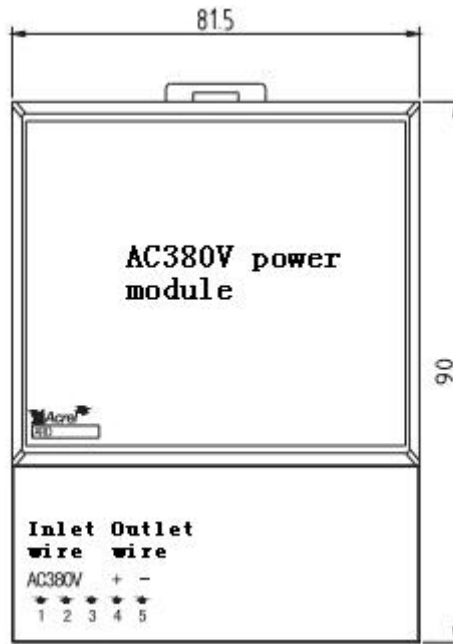 81.5
AC380V power
module
90
Acrel
Inlet Outlet
wire wire
AC380V + -
1 2 3 4 5